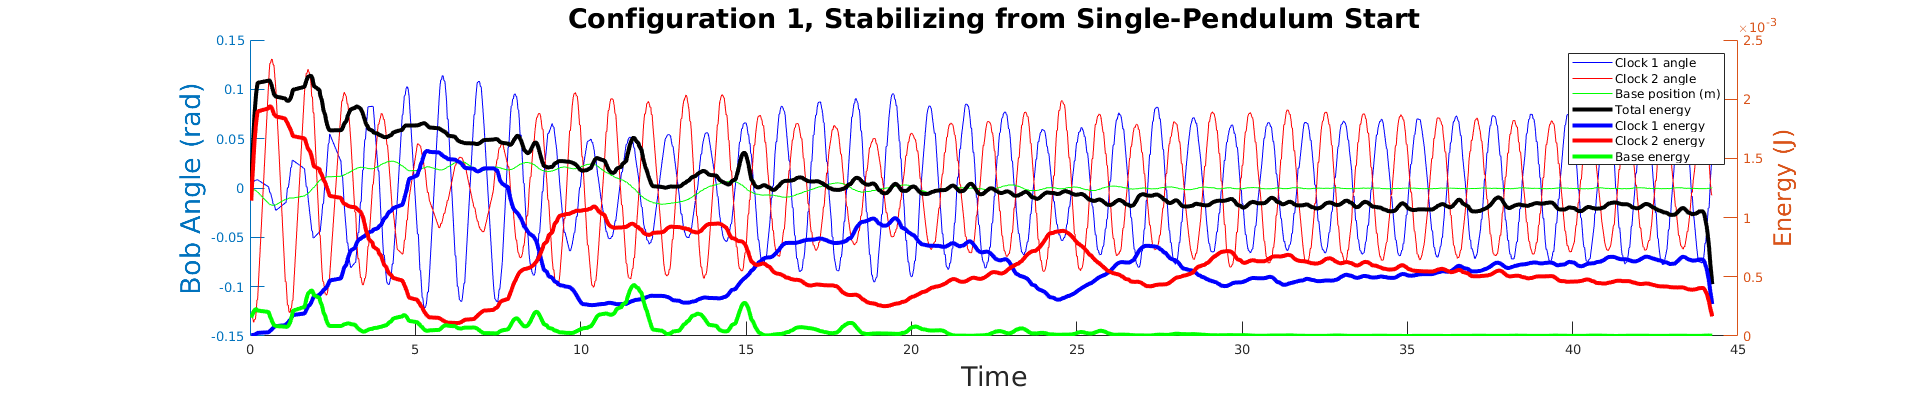 Configuration 1, Stabilizing from Single-Pendulum Start
×10-3
0.15
0.1
0.05
0
-0.05
-0.1
-0.15
Bob Angle (rad)
2.5
2
1.5
1
0.5
0
Energy (J)
Clock 1 angle
Clock 2 angle
Base position (m)
Total energy
Clock 1 energy
Clock 2 energy
Base energy
0 5 10 15 20 25 30 35 40 45
Time